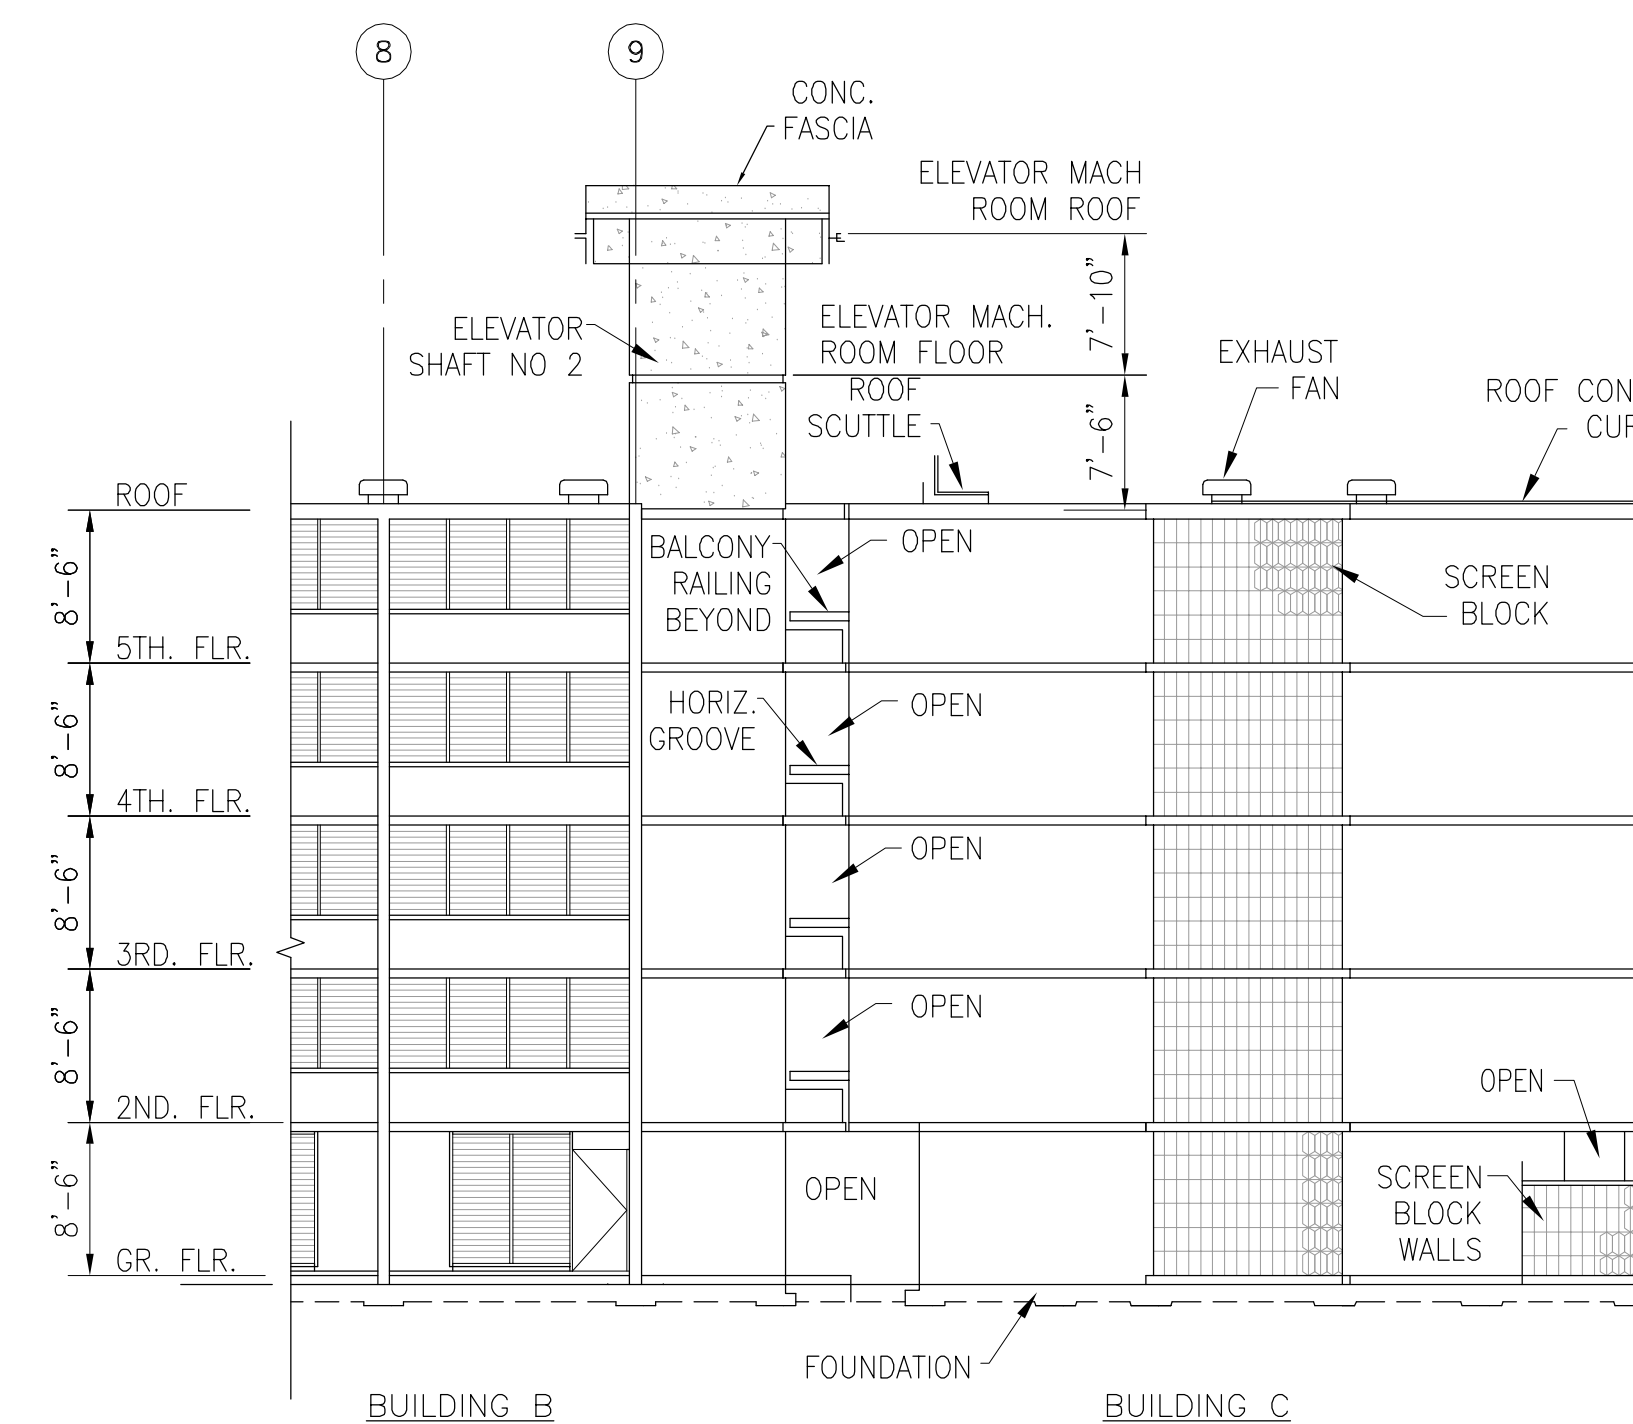 8
9
CONC.
FASCIA
ELEVATOR MACH
ROOM ROOF
7'-10"
ELEVATOR
SHAFT NO 2
ELEVATOR MACH.
ROOM FLOOR
ROOF
SCUTTLE
7'-6"
EXHAUST
FAN
ROOF CON
CUR
ROOF
8'-6"
BALCONY
RAILING
BEYOND
OPEN
SCREEN
BLOCK
5TH. FLR.
8'-6"
HORIZ.
GROOVE
OPEN
4TH. FLR.
8'-6"
OPEN
3RD. FLR.
8'-6"
OPEN
OPEN
2ND. FLR.
8'-6"
OPEN
SCREEN
BLOCK
WALLS
GR. FLR.
FOUNDATION
BUILDING B
BUILDING C